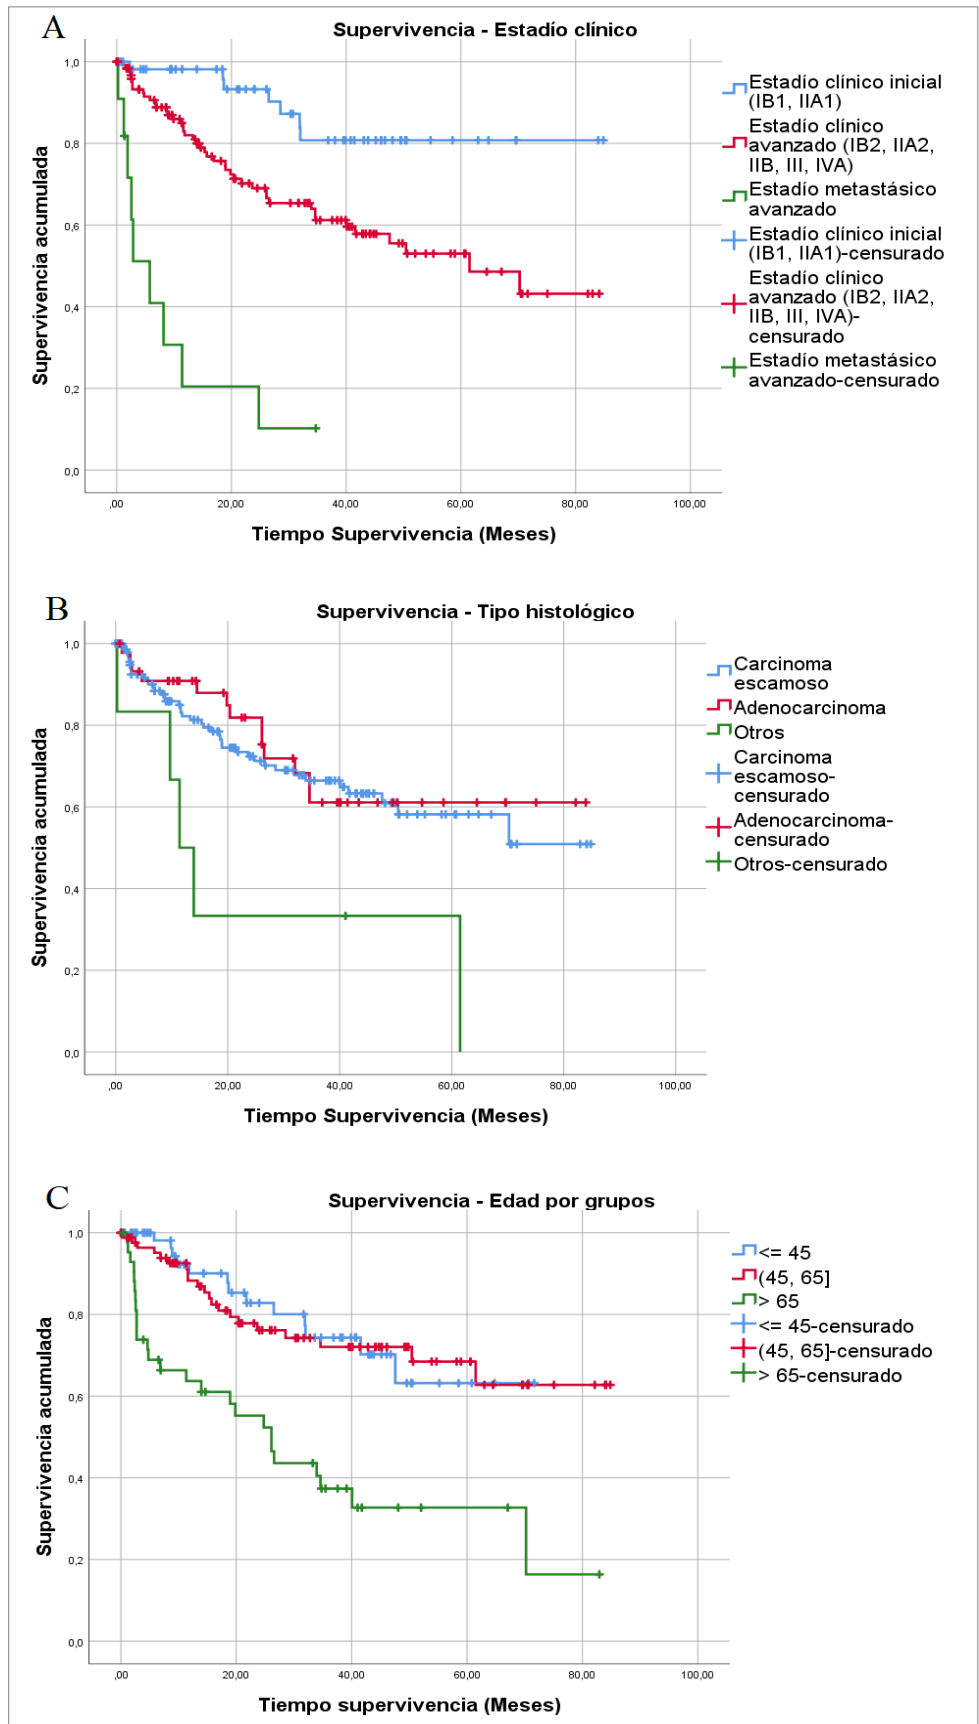 A
Supervivencia - Estadío clínico
Supervivencia acumulada
1,0
0,8
0,6
0,4
0,2
0,0
,00 20,00 40,00 60,00 80,00 100,00
Tiempo Supervivencia (Meses)
Estadío clínico inicial
(IB1, IIA1)
Estadío clínico
avanzado (IB2, IIA2,
IIB, III, IVA)
Estadío metastásico
avanzado
Estadío clínico inicial
(IB1, IIA1)-censurado
Estadío clínico
avanzado (IB2, IIA2,
IIB, III, IVA)-
censurado
Estadío metastásico
avanzado-censurado
B
Supervivencia - Tipo histológico
Supervivencia acumulada
1,0
0,8
0,6
0,4
0,2
0,0
,00 20,00 40,00 60,00 80,00 100,00
Tiempo Supervivencia (Meses)
Carcinoma
escamoso
Adenocarcinoma
Otros
Carcinoma
escamoso-
censurado
Adenocarcinoma-
censurado
Otros-censurado
C
Supervivencia - Edad por grupos
Supervivencia acumulada
1,0
0,8
0,6
0,4
0,2
0,0
,00 20,00 40,00 60,00 80,00 100,00
Tiempo supervivencia (Meses)
<= 45
(45, 65]
> 65
<= 45-censurado
(45, 65]-censurado
> 65-censurado